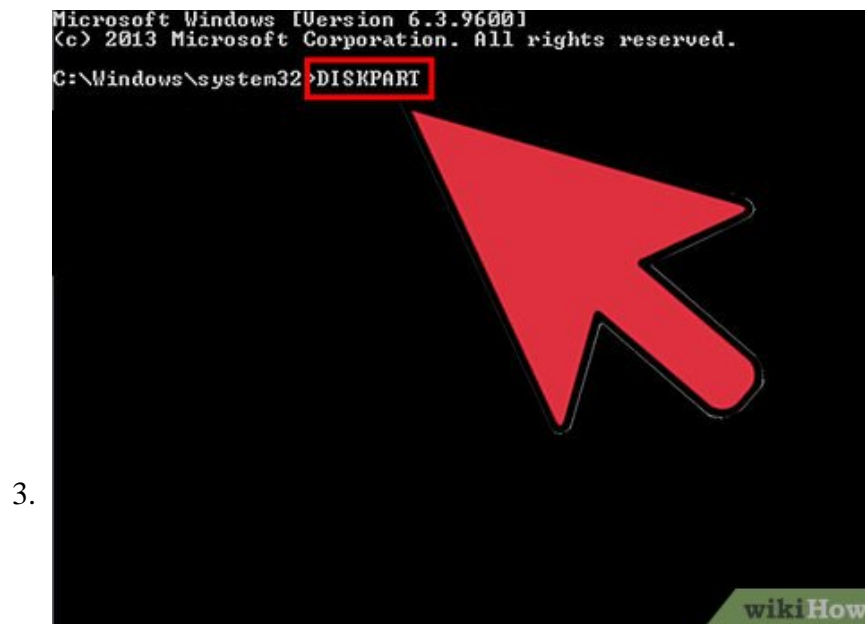 Microsoft Windows [Version 6.3.9600]
(c) 2013 Microsoft Corporation. All rights reserved.
C:\Windows\system32>DISKPART
3.
wikiHow